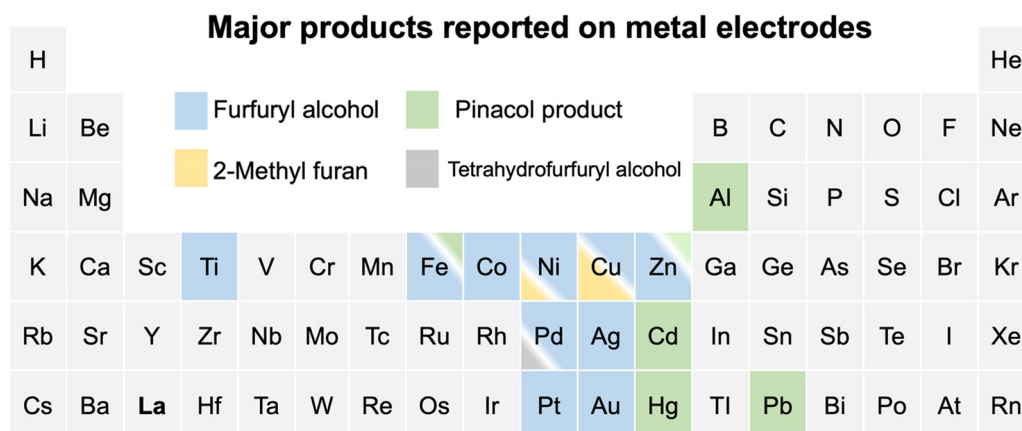 Major products reported on metal electrodes
H He
Furfuryl alcohol Pinacol product
Li Be B C N O F Ne
2-Methyl furan Tetrahydrofurfuryl alcohol
Na Mg Al Si P S Cl Ar
K Ca Sc Ti V Cr Mn Fe Co Ni Cu Zn Ga Ge As Se Br Kr
Rb Sr Y Zr Nb Mo Tc Ru Rh Pd Ag Cd In Sn Sb Te I Xe
Cs Ba La Hf Ta W Re Os Ir Pt Au Hg Tl Pb Bi Po At Rn